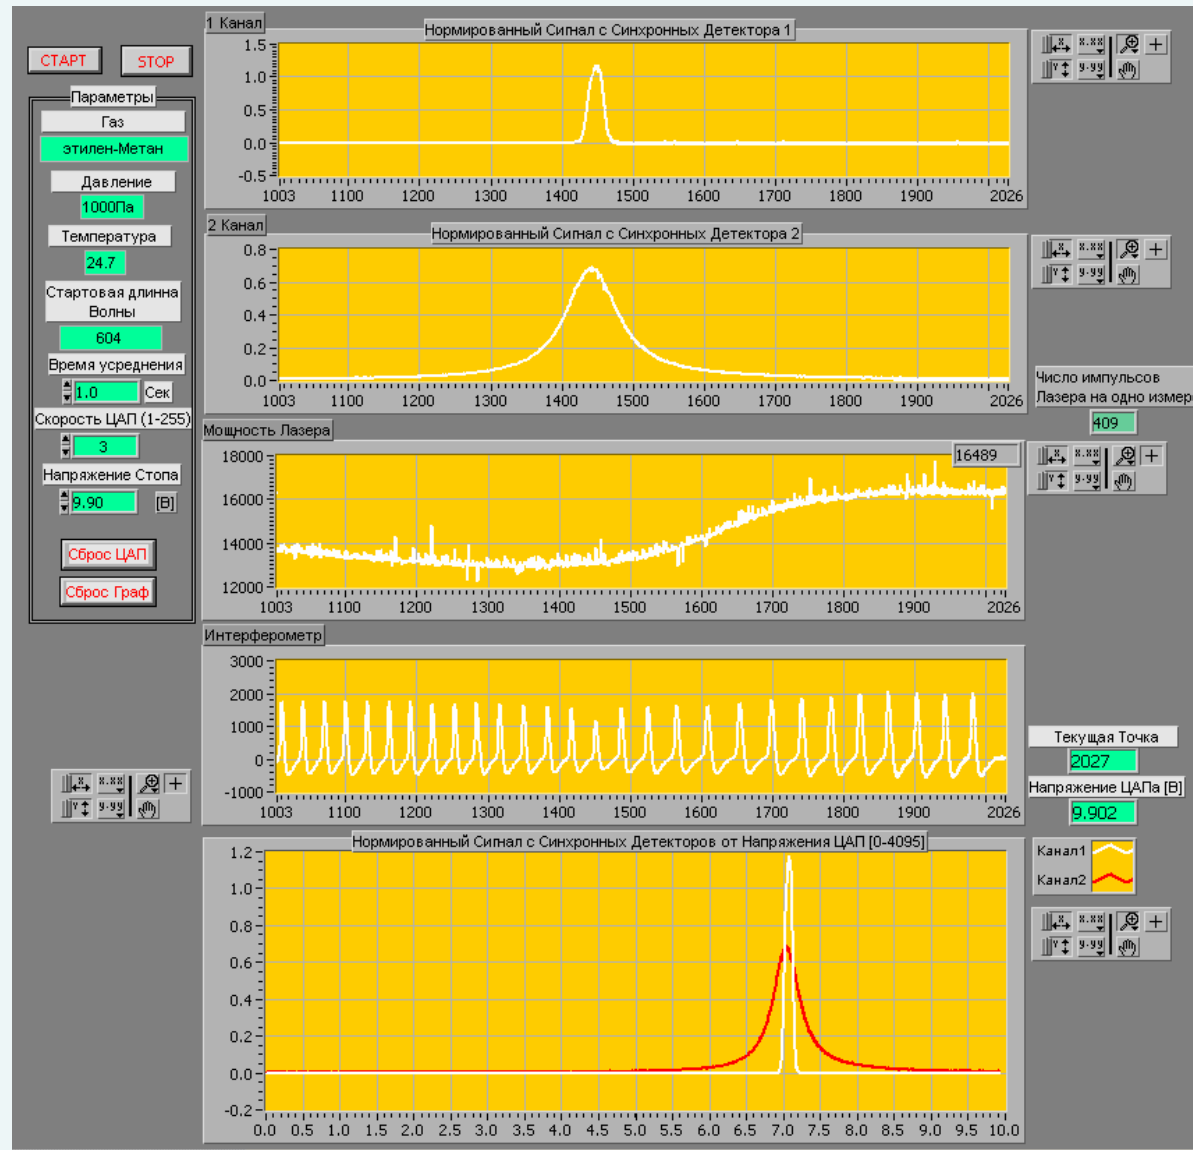 СТАРТ
STOP
Параметры
Газ
этилен-Метан
Давление
1000Па
Температура
24.7
Стартовая длинна
Волны
604
Время усреднения
1.0 Сек
Скорость ЦАП (1-255)
3
Напряжение Стопа
9.90 [В]
Сброс ЦАП
Сброс Граф
1 Канал
Нормированный Сигнал с Синхронных Детектора 1
1.5
1.0
0.5
0.0
-0.5
1003 1100 1200 1300 1400 1500 1600 1700 1800 1900 2026
X X.XX
Y Y.YY
2 Канал
Нормированный Сигнал с Синхронных Детектора 2
0.8
0.6
0.4
0.2
0.0
1003 1100 1200 1300 1400 1500 1600 1700 1800 1900 2026
X X.XX
Y Y.YY
Число импульсов
Лазера на одно измер
409
Мощность Лазера
16489
18000
16000
14000
12000
1003 1100 1200 1300 1400 1500 1600 1700 1800 1900 2026
X X.XX
Y Y.YY
Интерферометр
3000
2000
1000
0
-1000
1003 1100 1200 1300 1400 1500 1600 1700 1800 1900 2026
X X.XX
Y Y.YY
Текущая Точка
2027
Напряжение ЦАПа [В]
9.902
Нормированный Сигнал с Синхронных Детекторов от Напряжения ЦАП [0-4095]
1.2
1.0
0.8
0.6
0.4
0.2
0.0
-0.2
0.0 0.5 1.0 1.5 2.0 2.5 3.0 3.5 4.0 4.5 5.0 5.5 6.0 6.5 7.0 7.5 8.0 8.5 9.0 9.5 10.0
Канал1
Канал2
X X.XX
Y Y.YY